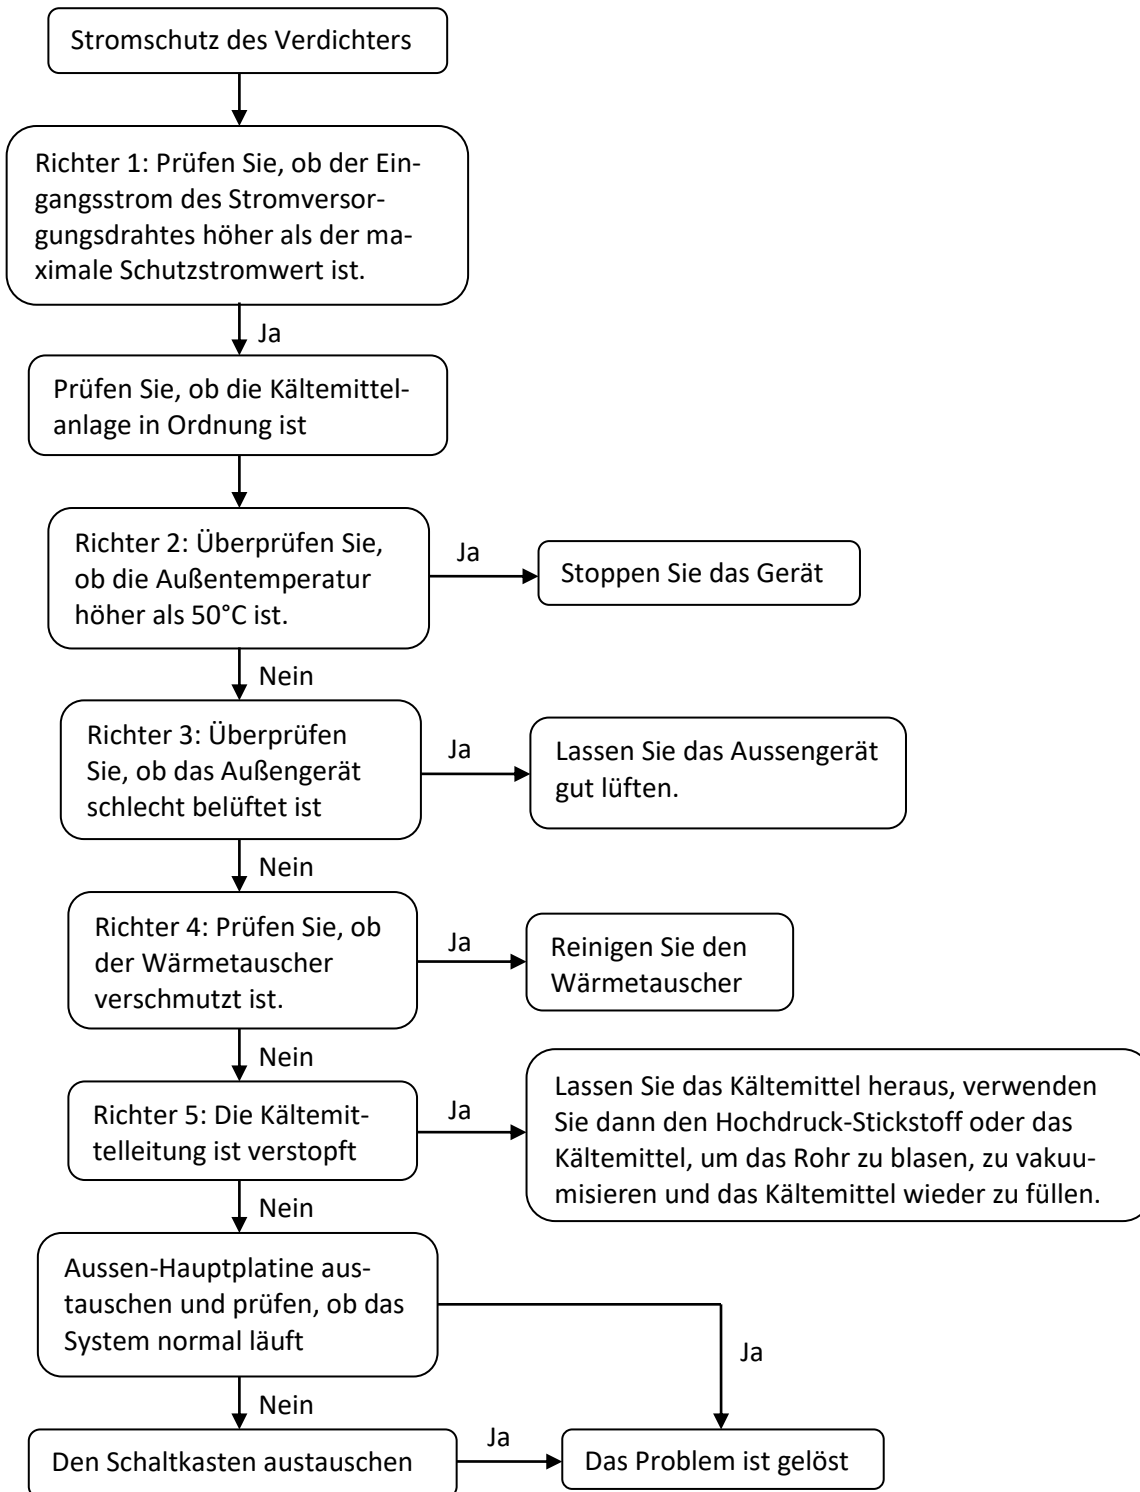 Stromschutz des Verdichters
Richter 1: Prüfen Sie, ob der Ein-
gangsstrom des Stromversor-
gungsdrahtes höher als der ma-
ximale Schutzstromwert ist.
Ja
Prüfen Sie, ob die Kältemittel-
anlage in Ordnung ist
Richter 2: Überprüfen Sie,
ob die Außentemperatur
höher als 50°C ist.
Ja
Stoppen Sie das Gerät
Nein
Richter 3: Überprüfen
Sie, ob das Außengerät
schlecht belüftet ist
Ja
Lassen Sie das Aussengerät
gut lüften.
Nein
Richter 4: Prüfen Sie, ob
der Wärmetauscher
verschmutzt ist.
Ja
Reinigen Sie den
Wärmetauscher
Nein
Richter 5: Die Kältemit-
telleitung ist verstopft
Ja
Lassen Sie das Kältemittel heraus, verwenden
Sie dann den Hochdruck-Stickstoff oder das
Kältemittel, um das Rohr zu blasen, zu vakuu-
misieren und das Kältemittel wieder zu füllen.
Nein
Aussen-Hauptplatine aus-
tauschen und prüfen, ob das
System normal läuft
Ja
Nein
Den Schaltkasten austauschen
Ja
Das Problem ist gelöst